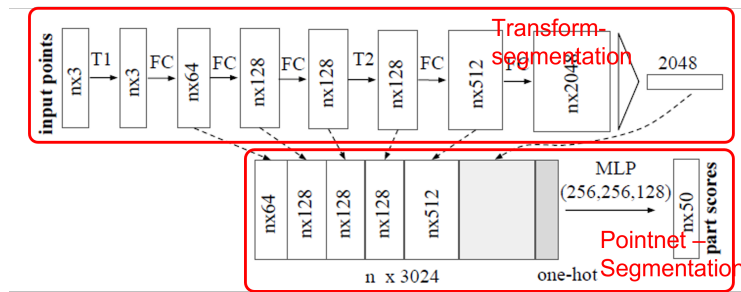 input points
nx3
T1
nx3
FC
nx64
FC
nx128
FC
nx128
T2
nx128
FC
nx512
FC
nx2048
2048
Transform-
segmentation
nx64
nx128
nx128
nx128
nx512
n x 3024
one-hot
MLP
(256,256,128)
nx50
part scores
Pointnet –
Segmentation